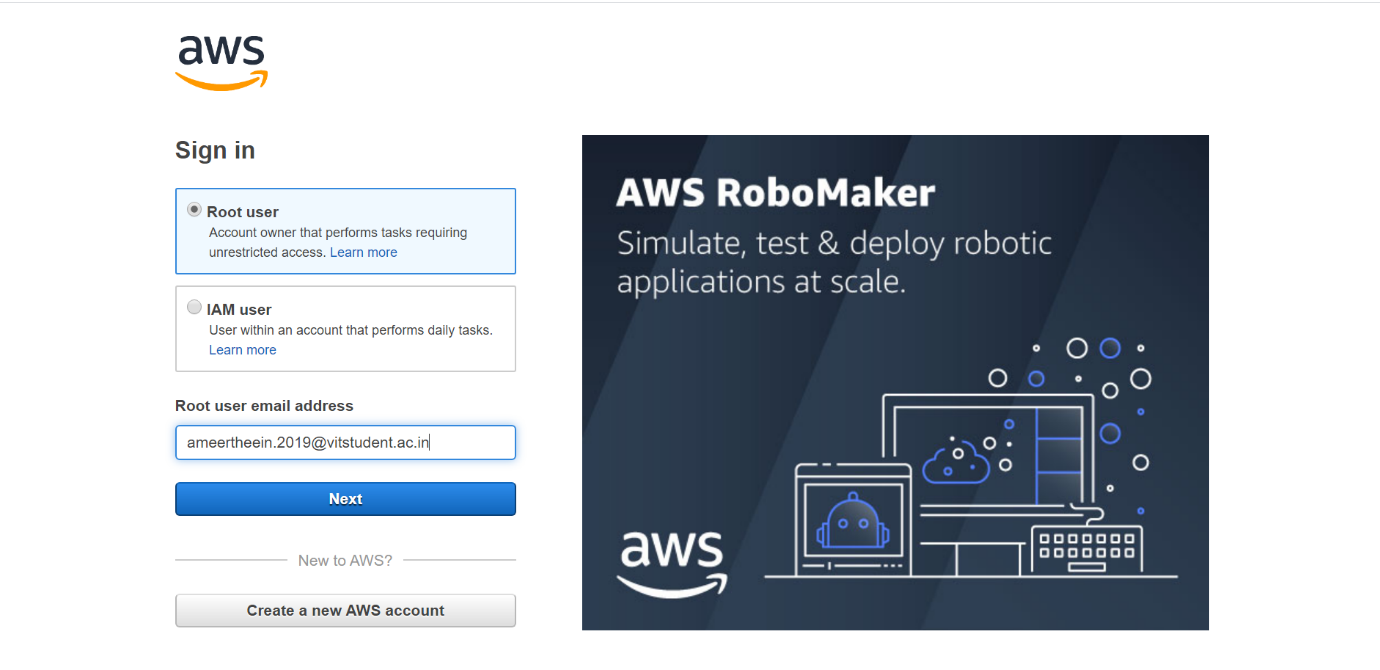 aws
Sign in
Root user
Account owner that performs tasks requiring
unrestricted access. Learn more
IAM user
User within an account that performs daily tasks.
Learn more
Root user email address
ameertheein.2019@vitstudent.ac.in
Next
New to AWS?
Create a new AWS account
AWS RoboMaker
Simulate, test & deploy robotic
applications at scale.
aws